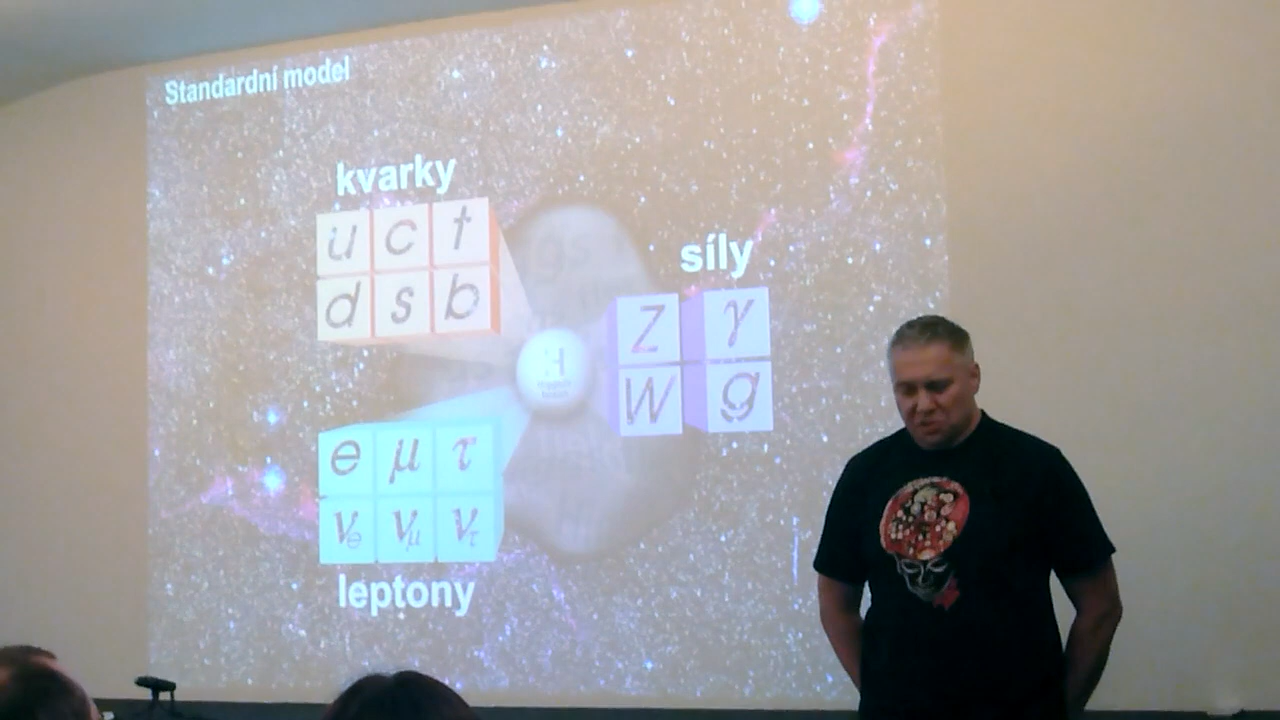 Standardní model
kvarky
u c t
d s b
síly
Z γ
W g
H
e μ τ
νe νμ ντ
leptony